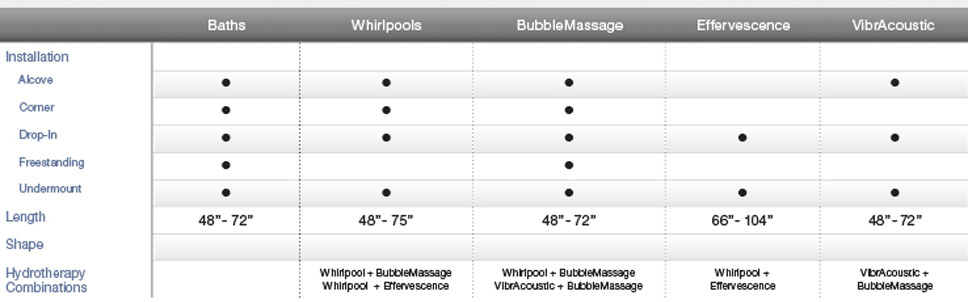 Baths Whirlpools BubbleMassage Effervescence VibrAcoustic
Installation
Alcove ● ● ● ●
Corner ● ● ●
Drop-In ● ● ● ● ●
Freestanding ● ●
Undermount ● ● ● ● ●
Length 48”- 72” 48”- 75” 48”- 72” 66”- 104” 48”- 72”
Shape
Hydrotherapy Whirlpool + BubbleMassage Whirlpool + BubbleMassage Whirlpool + VibrAcoustic +
Combinations Whirlpool + Effervescence VibrAcoustic + BubbleMassage Effervescence BubbleMassage